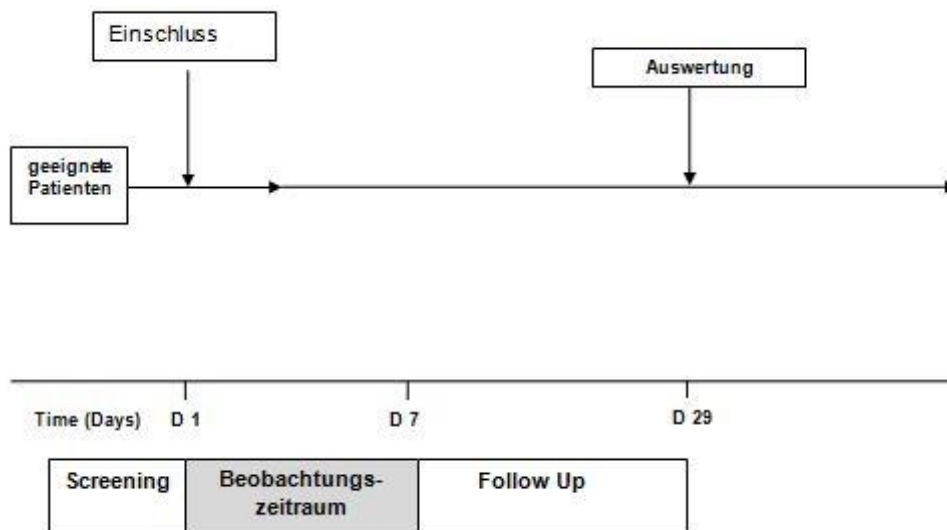 Einschluss
Auswertung
geeignete
Patienten
Time (Days) D 1 D 7 D 29
Screening
Beobachtungs-
zeitraum
Follow Up